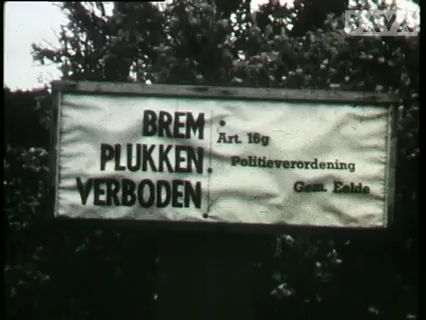 BREM
PLUKKEN
VERBODEN
Art. 16g
Politieverordening
Gem. Eelde